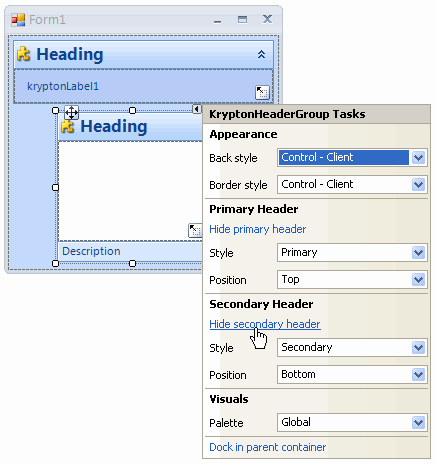 Form1
Heading
kryptonLabel1
Heading
Description
KryptonHeaderGroup Tasks
Appearance
Back style Control - Client
Border style Control - Client
Primary Header
Hide primary header
Style Primary
Position Top
Secondary Header
Hide secondary header
Style Secondary
Position Bottom
Visuals
Palette Global
Dock in parent container